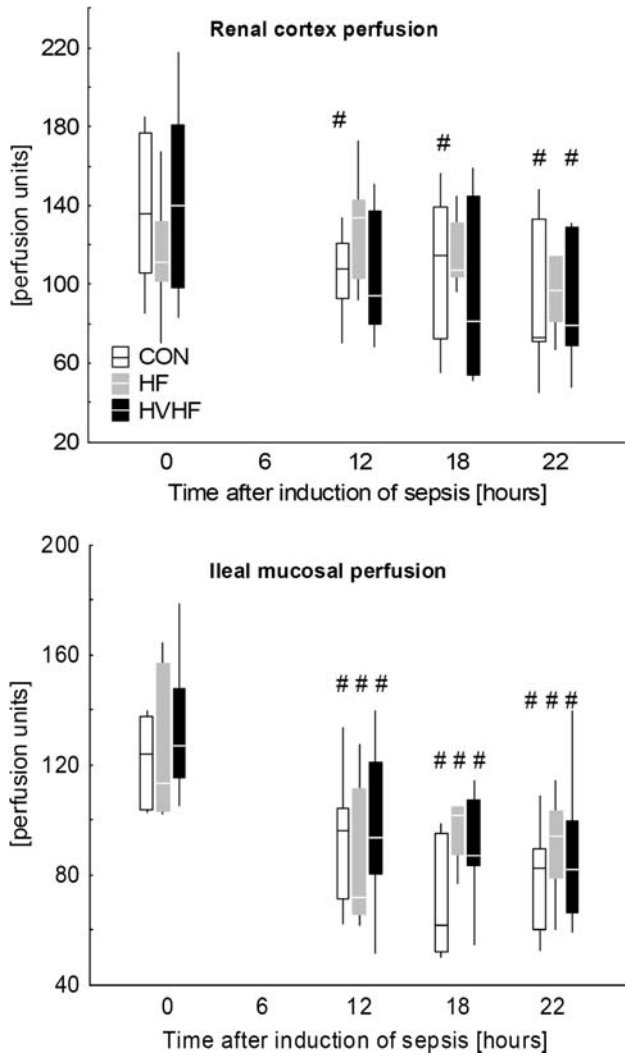 Renal cortex perfusion
220
180
140
100
60
20
[perfusion units]
# # # #
CON
HF
HVHF
0 6 12 18 22
Time after induction of sepsis [hours]
Ileal mucosal perfusion
200
160
120
80
40
[perfusion units]
# # # # # # # # #
0 6 12 18 22
Time after induction of sepsis [hours]